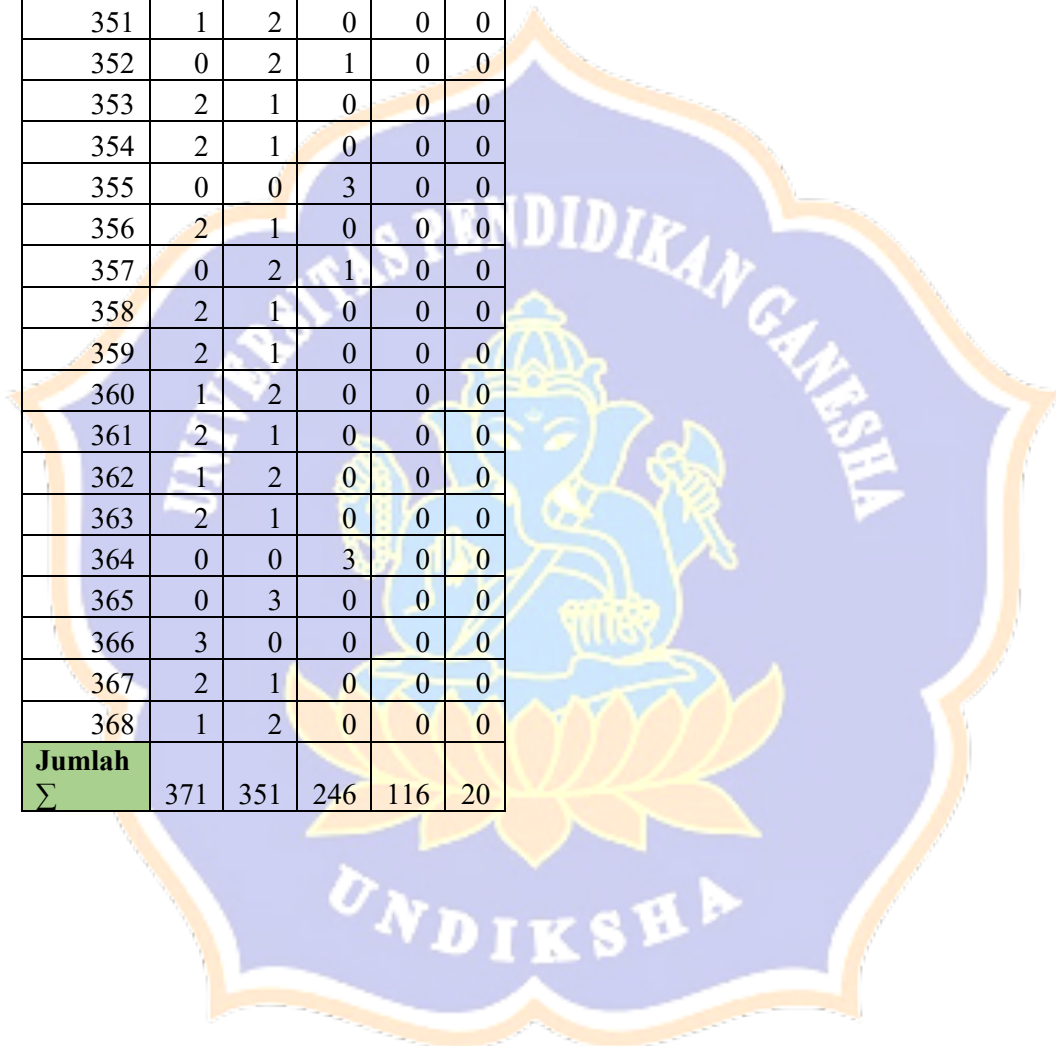 351 1 2 0 0 0
352 0 2 1 0 0
353 2 1 0 0 0
354 2 1 0 0 0
355 0 0 3 0 0
356 2 1 0 0 0
357 0 2 1 0 0
358 2 1 0 0 0
359 2 1 0 0 0
360 1 2 0 0 0
361 2 1 0 0 0
362 1 2 0 0 0
363 2 1 0 0 0
364 0 0 3 0 0
365 0 3 0 0 0
366 3 0 0 0 0
367 2 1 0 0 0
368 1 2 0 0 0
Jumlah
∑ 371 351 246 116 20
UNIVERSITAS PENDIDIKAN GANESHA
UNDIKSHA